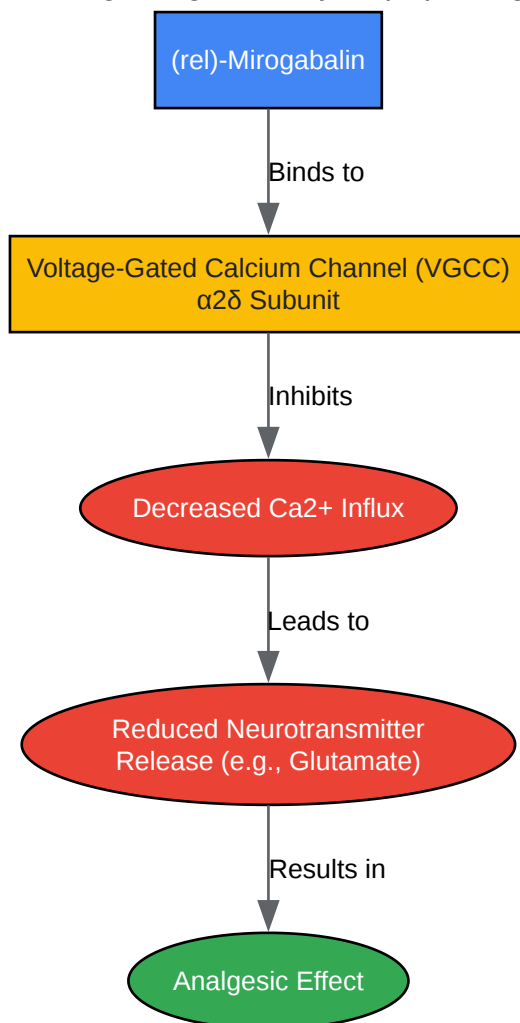 (rel)-Mirogabalin
Binds to
Voltage-Gated Calcium Channel (VGCC)
α2δ Subunit
Inhibits
Decreased Ca2+ Influx
Leads to
Reduced Neurotransmitter
Release (e.g., Glutamate)
Results in
Analgesic Effect